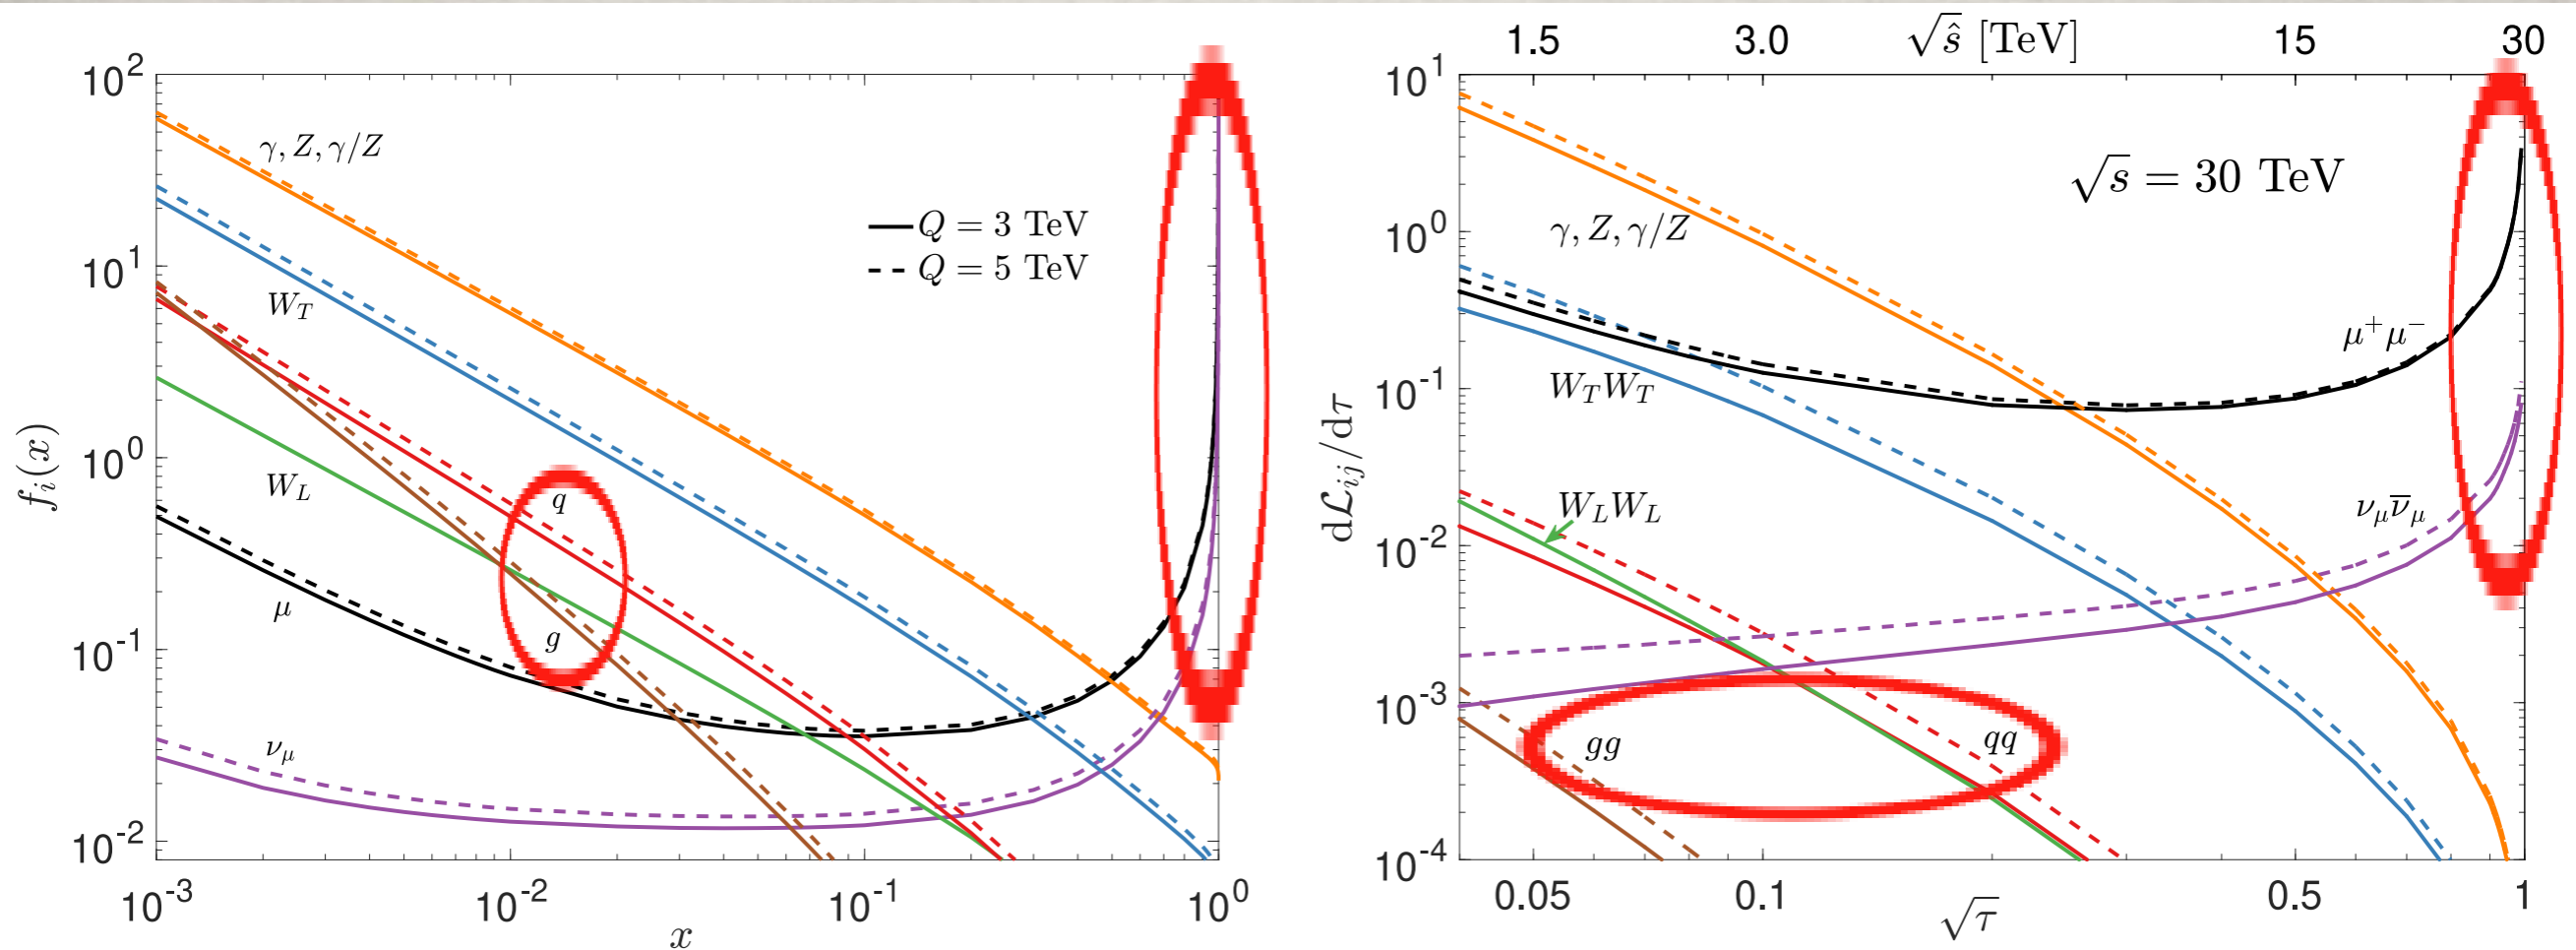 10^2
10^1
10^0
10^-1
10^-2
f_i(x)
γ, Z, γ/Z
W_T
W_L
μ
ν_μ
q
g
Q = 3 TeV
Q = 5 TeV
10^-3 10^-2 10^-1 10^0
x
1.5 3.0 √ŝ [TeV] 15 30
10^1
10^0
10^-1
10^-2
10^-3
10^-4
dℒ_ij/dτ
√s = 30 TeV
γ, Z, γ/Z
μ⁺μ⁻
W_T W_T
W_L W_L
ν_μ ν̅_μ
gg
qq
0.05 0.1 0.5 1
√τ